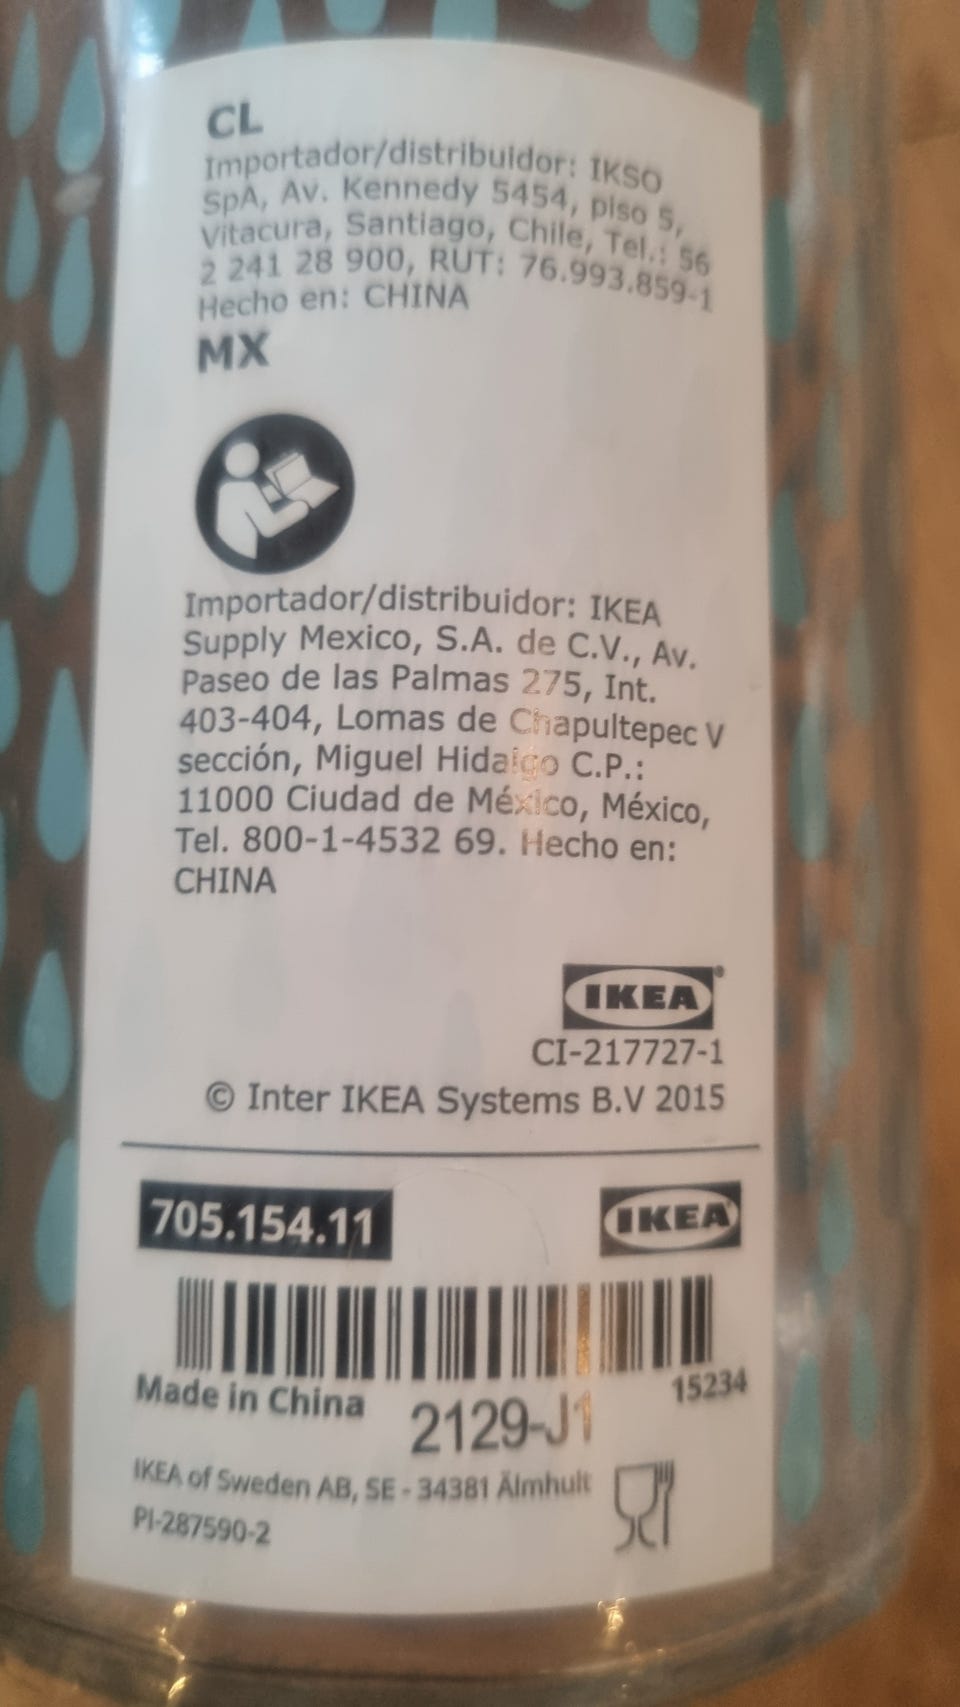 CL
Importador/distribuidor: IKSO
SpA, Av. Kennedy 5454, piso 5,
Vitacura, Santiago, Chile, Tel.: 56
2 241 28 900, RUT: 76.993.859-1
Hecho en: CHINA
MX
Importador/distribuidor: IKEA
Supply Mexico, S.A. de C.V., Av.
Paseo de las Palmas 275, Int.
403-404, Lomas de Chapultepec V
sección, Miguel Hidalgo C.P.:
11000 Ciudad de México, México,
Tel. 800-1-4532 69. Hecho en:
CHINA
IKEA®
CI-217727-1
© Inter IKEA Systems B.V 2015
705.154.11 IKEA
Made in China 2129-J1 15234
IKEA of Sweden AB, SE - 34381 Älmhult
PI-287590-2